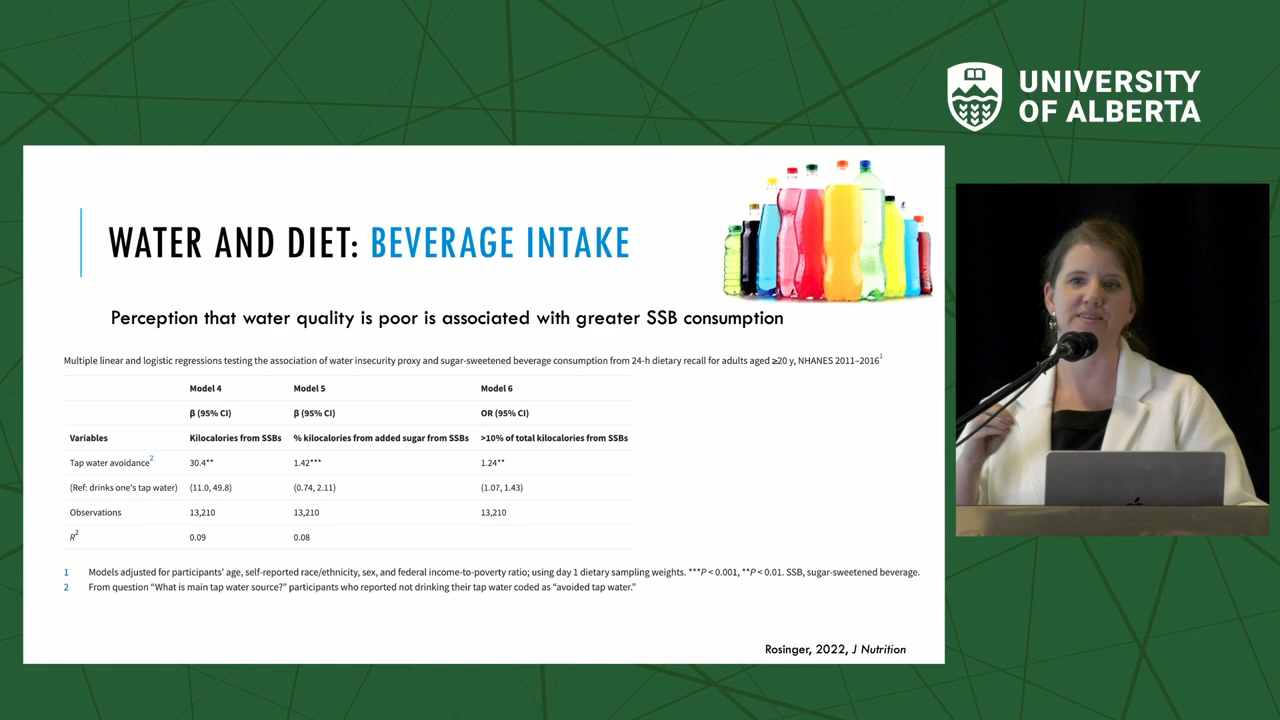 UNIVERSITY
OF ALBERTA
WATER AND DIET: BEVERAGE INTAKE
Perception that water quality is poor is associated with greater SSB consumption
Multiple linear and logistic regressions testing the association of water insecurity proxy and sugar-sweetened beverage consumption from 24-h dietary recall for adults aged ≥20 y, NHANES 2011–2016¹
Model 4 Model 5 Model 6
β (95% CI) β (95% CI) OR (95% CI)
Variables Kilocalories from SSBs % kilocalories from added sugar from SSBs >10% of total kilocalories from SSBs
Tap water avoidance² 30.4** 1.42*** 1.24**
(Ref: drinks one's tap water) (11.0, 49.8) (0.74, 2.11) (1.07, 1.43)
Observations 13,210 13,210 13,210
R² 0.09 0.08
1 Models adjusted for participants' age, self-reported race/ethnicity, sex, and federal income-to-poverty ratio; using day 1 dietary sampling weights. ***P < 0.001, **P < 0.01. SSB, sugar-sweetened beverage.
2 From question “What is main tap water source?” participants who reported not drinking their tap water coded as “avoided tap water.”
Rosinger, 2022, J Nutrition